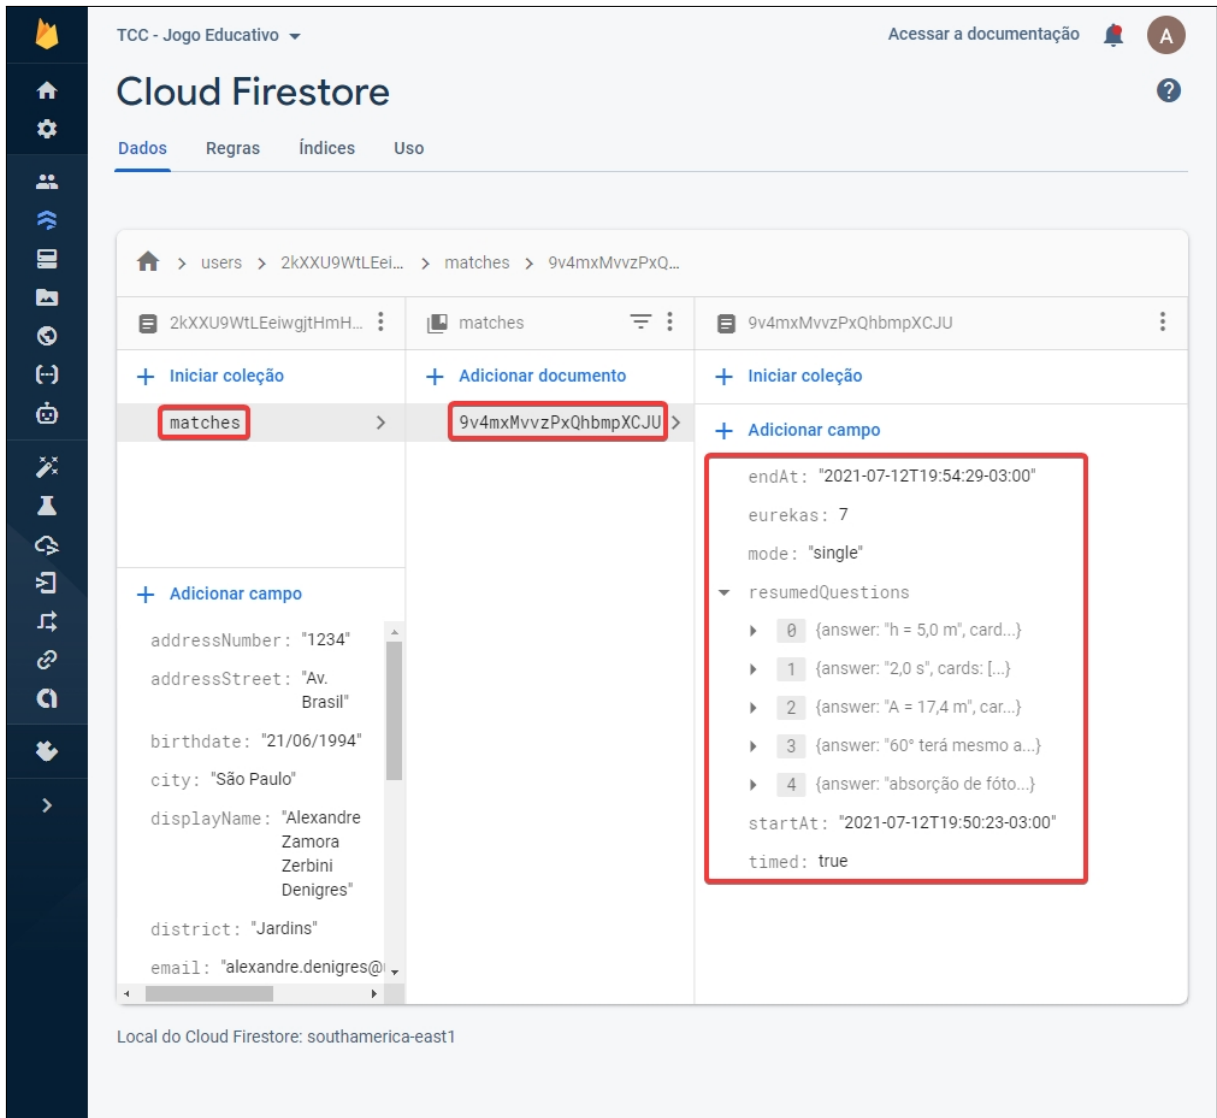 TCC - Jogo Educativo
Acessar a documentação
A
Cloud Firestore
Dados Regras Índices Uso
users > 2kXXU9WtLEei... > matches > 9v4mxMvvzPxQ...
2kXXU9WtLEeiwgjtHmH...
matches
9v4mxMvvzPxQhbmpXCJU
+ Iniciar coleção
+ Adicionar documento
+ Iniciar coleção
matches
9v4mxMvvzPxQhbmpXCJU
+ Adicionar campo
endAt: "2021-07-12T19:54:29-03:00"
eurekas: 7
mode: "single"
resumedQuestions
0 {answer: "h = 5,0 m", card...}
1 {answer: "2,0 s", cards: [...}
2 {answer: "A = 17,4 m", car...}
3 {answer: "60° terá mesmo a...}
4 {answer: "absorção de fóto...}
startAt: "2021-07-12T19:50:23-03:00"
timed: true
+ Adicionar campo
addressNumber: "1234"
addressStreet: "Av.
Brasil"
birthdate: "21/06/1994"
city: "São Paulo"
displayName: "Alexandre
Zamora
Zerbini
Denigres"
district: "Jardins"
email: "alexandre.denigres@
Local do Cloud Firestore: southamerica-east1